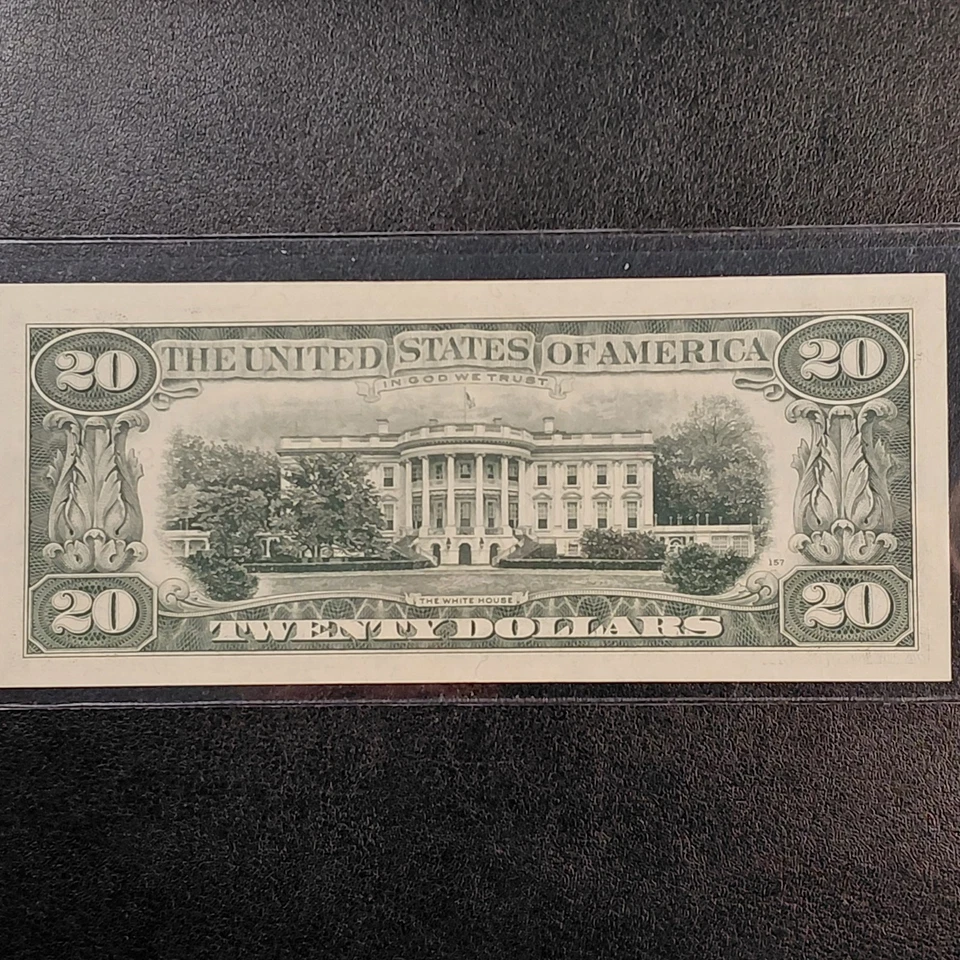 20 THE UNITED STATES OF AMERICA 20
IN GOD WE TRUST
157
THE WHITE HOUSE
20 TWENTY DOLLARS 20